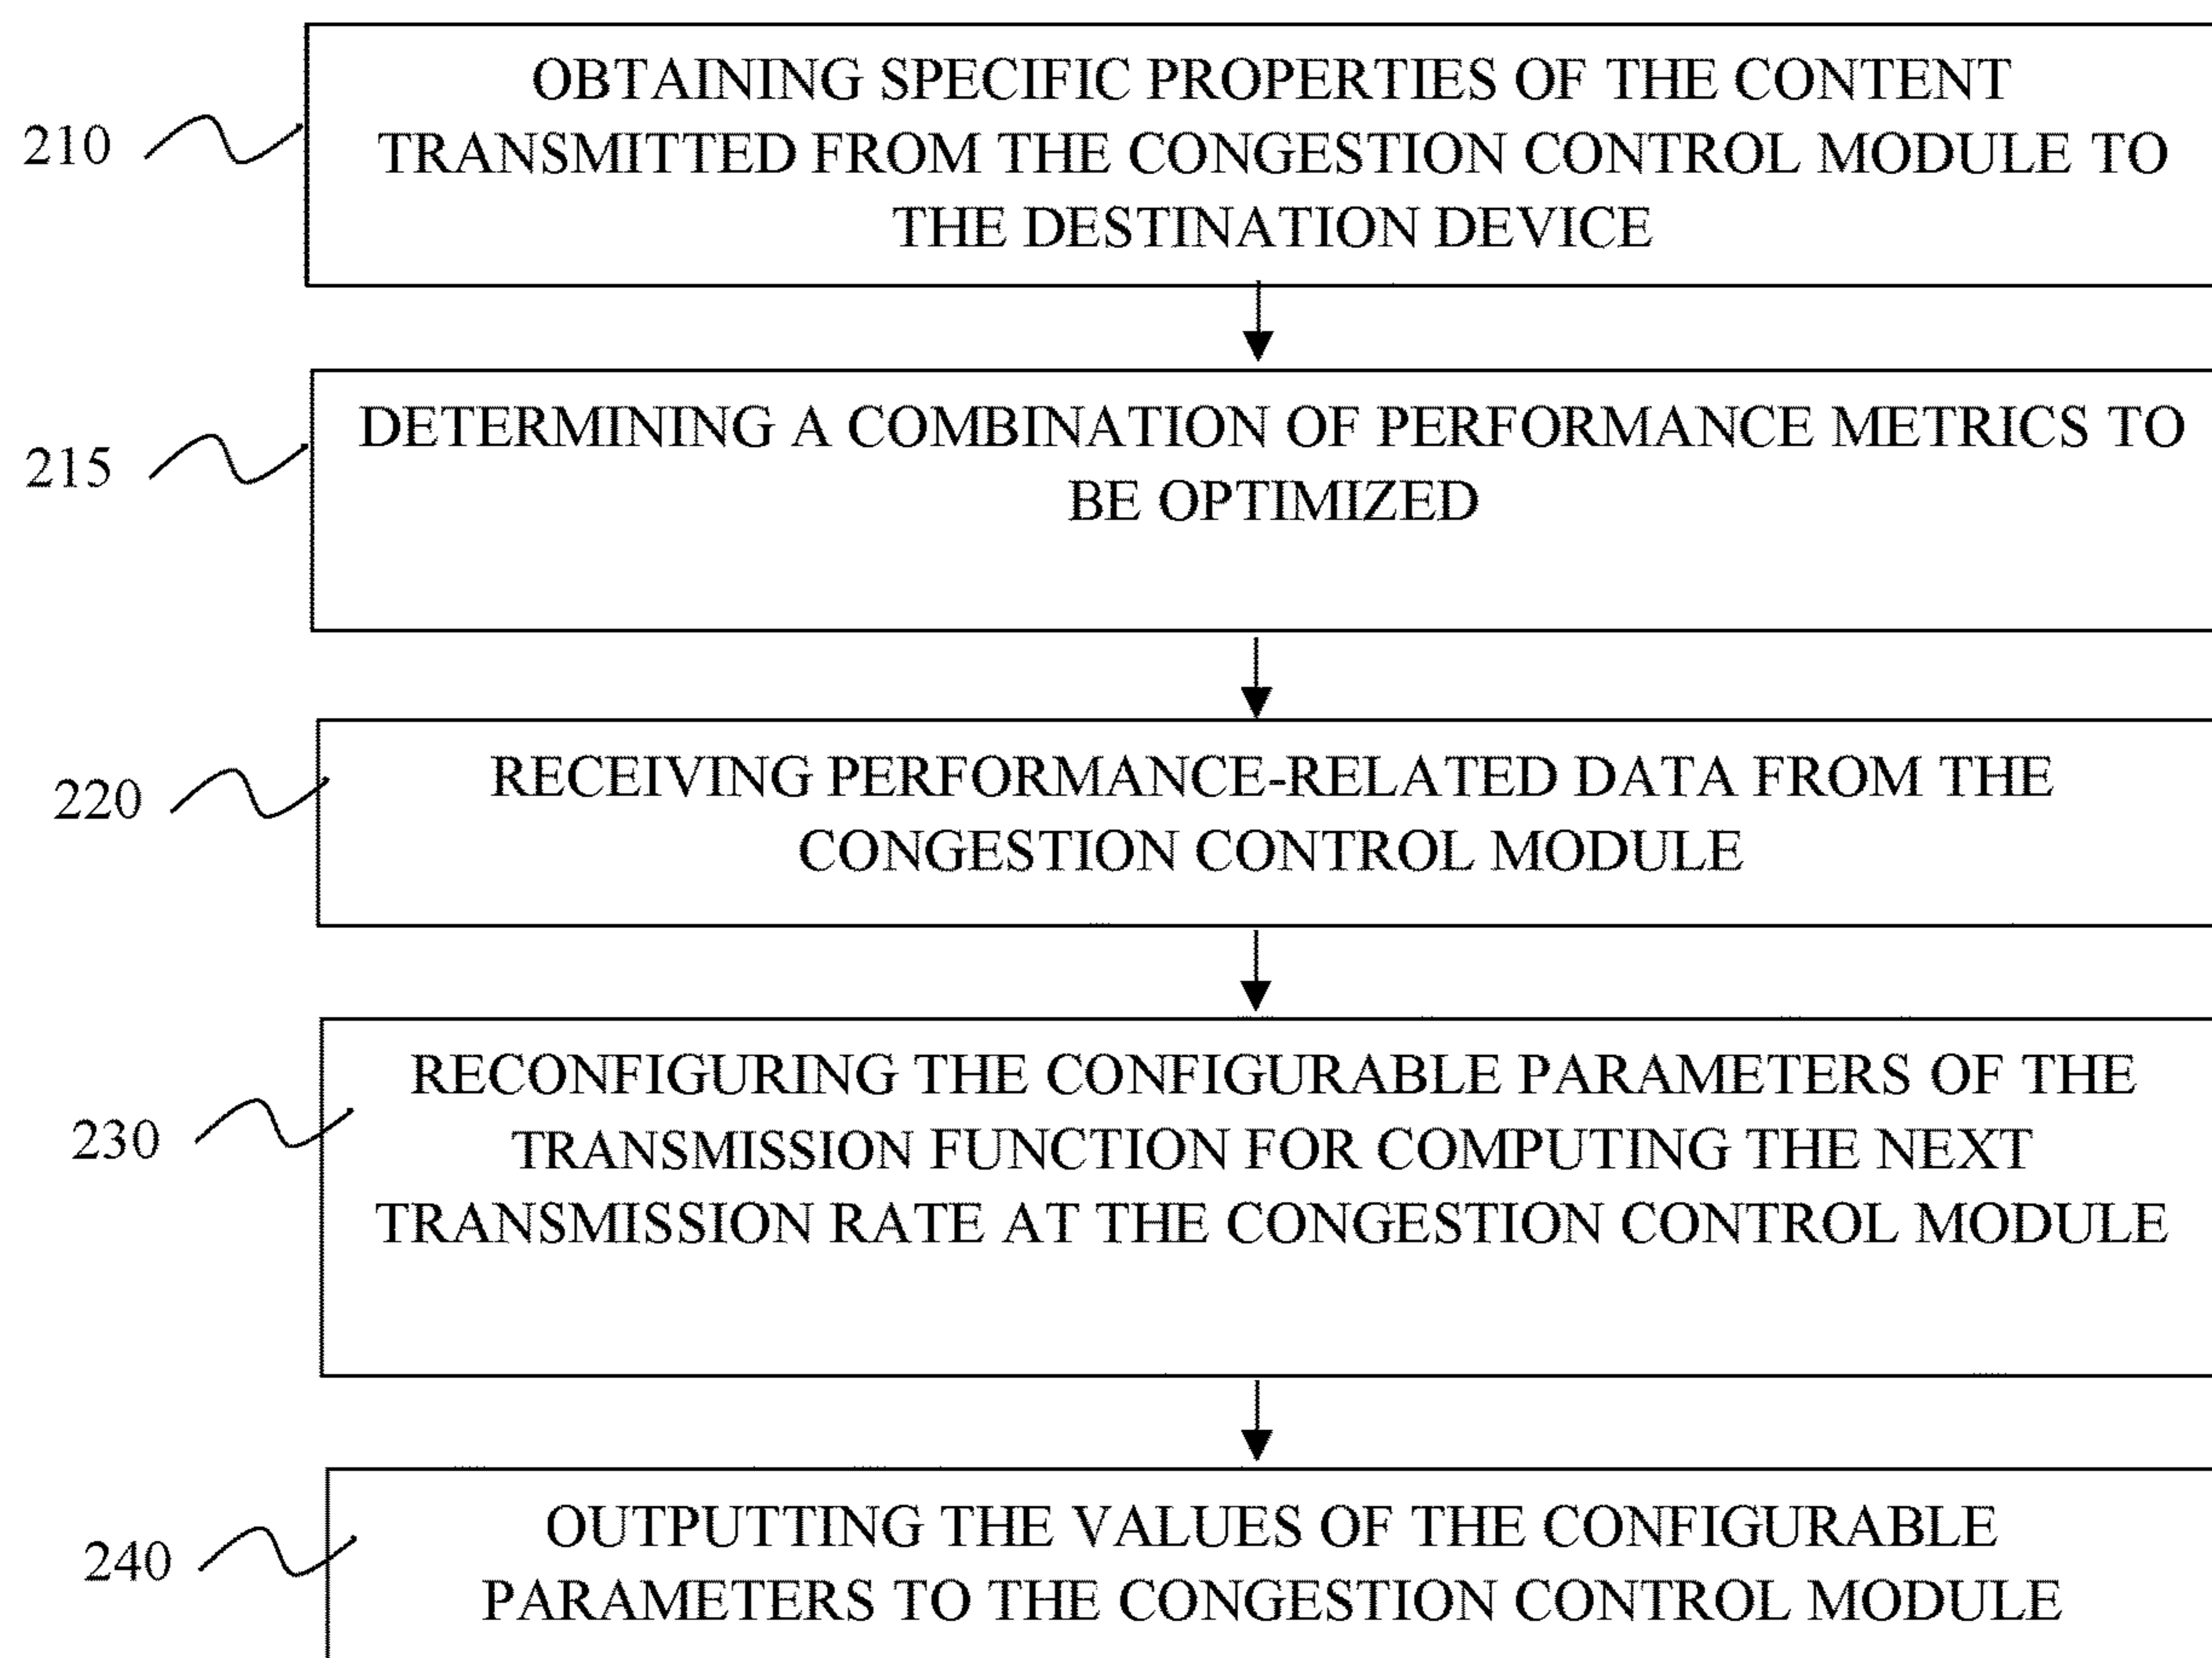 OBTAINING SPECIFIC PROPERTIES OF THE CONTENT
210
TRANSMITTED FROM THE CONGESTION CONTROL MODULE TO
THE DESTINATION DEVICE
DETERMINING A COMBINATION OF PERFORMANCE METRICS TO
215
BE OPTIMIZED
RECEIVING PERFORMANCE-RELATED DATA FROM THE
220
CONGESTION CONTROL MODULE
RECONFIGURING THE CONFIGURABLE PARAMETERS OF THE
230
TRANSMISSION FUNCTION FOR COMPUTING THE NEXT
TRANSMISSION RATE AT THE CONGESTION CONTROL MODULE
OUTPUTTING THE VALUES OF THE CONFIGURABLE
240
PARAMETERS TO THE CONGESTION CONTROL MODULE